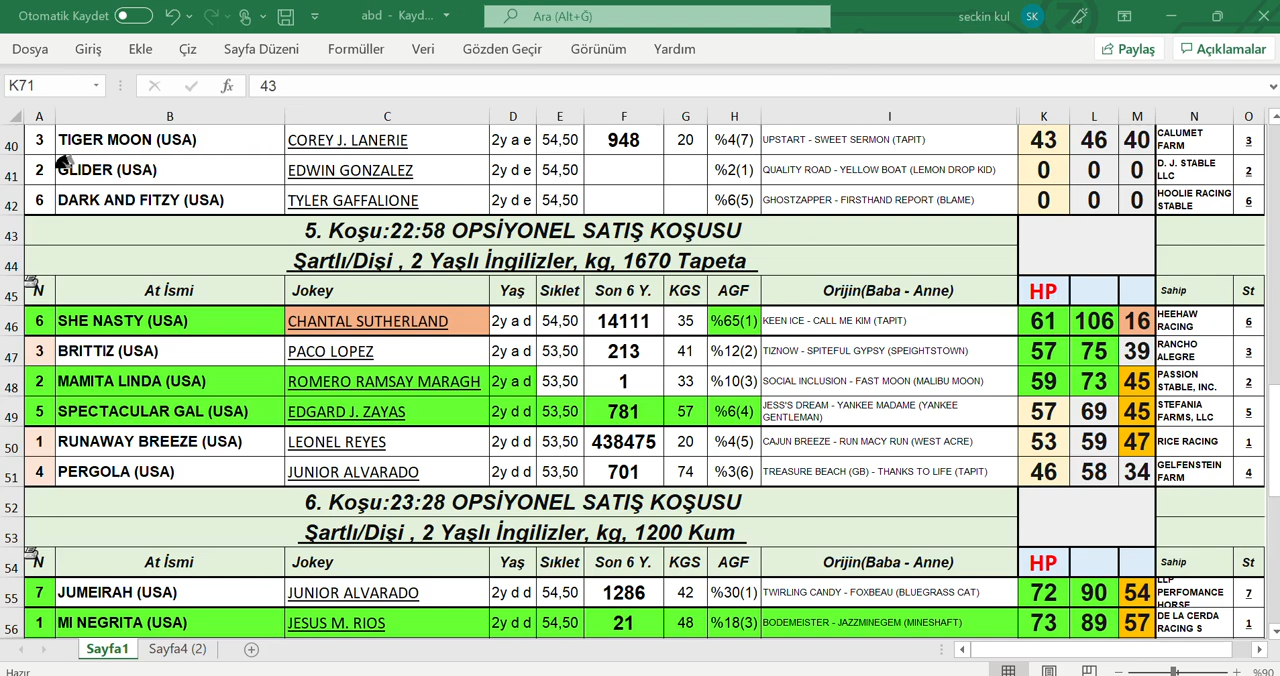 Otomatik Kaydet
abd - Kayd...
Ara (Alt+Ğ)
seckin kul
SK
Dosya Giriş Ekle Çiz Sayfa Düzeni Formüller Veri Gözden Geçir Görünüm Yardım Paylaş Açıklamalar
K71 fx 43
A B C D E F G H I K L M N O
40 3 TIGER MOON (USA) COREY J. LANERIE 2y a e 54,50 948 20 %4(7) UPSTART - SWEET SERMON (TAPIT) 43 46 40 CALUMET FARM 3
41 2 GLIDER (USA) EDWIN GONZALEZ 2y d e 54,50 %2(1) QUALITY ROAD - YELLOW BOAT (LEMON DROP KID) 0 0 0 D. J. STABLE LLC 2
42 6 DARK AND FITZY (USA) TYLER GAFFALIONE 2y d e 54,50 %6(5) GHOSTZAPPER - FIRSTHAND REPORT (BLAME) 0 0 0 HOOLIE RACING STABLE 6
43 5. Koşu:22:58 OPSİYONEL SATIŞ KOŞUSU
44 Şartlı/Dişi , 2 Yaşlı İngilizler, kg, 1670 Tapeta
45 N At İsmi Jokey Yaş Sıklet Son 6 Y. KGS AGF Orijin(Baba - Anne) HP Sahip St
46 6 SHE NASTY (USA) CHANTAL SUTHERLAND 2y a d 54,50 14111 35 %65(1) KEEN ICE - CALL ME KIM (TAPIT) 61 106 16 HEEHAW RACING 6
47 3 BRITTIZ (USA) PACO LOPEZ 2y a d 53,50 213 41 %12(2) TIZNOW - SPITEFUL GYPSY (SPEIGHTSTOWN) 57 75 39 RANCHO ALEGRE 3
48 2 MAMITA LINDA (USA) ROMERO RAMSAY MARAGH 2y a d 53,50 1 33 %10(3) SOCIAL INCLUSION - FAST MOON (MALIBU MOON) 59 73 45 PASSION STABLE, INC. 2
49 5 SPECTACULAR GAL (USA) EDGARD J. ZAYAS 2y d d 53,50 781 57 %6(4) JESS'S DREAM - YANKEE MADAME (YANKEE GENTLEMAN) 57 69 45 STEFANIA FARMS, LLC 5
50 1 RUNAWAY BREEZE (USA) LEONEL REYES 2y d d 53,50 438475 20 %4(5) CAJUN BREEZE - RUN MACY RUN (WEST ACRE) 53 59 47 RICE RACING 1
51 4 PERGOLA (USA) JUNIOR ALVARADO 2y d d 53,50 701 74 %3(6) TREASURE BEACH (GB) - THANKS TO LIFE (TAPIT) 46 58 34 GELFENSTEIN FARM 4
52 6. Koşu:23:28 OPSİYONEL SATIŞ KOŞUSU
53 Şartlı/Dişi , 2 Yaşlı İngilizler, kg, 1200 Kum
54 N At İsmi Jokey Yaş Sıklet Son 6 Y. KGS AGF Orijin(Baba - Anne) HP Sahip St
55 7 JUMEIRAH (USA) JUNIOR ALVARADO 2y d d 54,50 1286 42 %30(1) TWIRLING CANDY - FOXBEAU (BLUEGRASS CAT) 72 90 54 LLP PERFOMANCE HORSE 7
56 1 MI NEGRITA (USA) JESUS M. RIOS 2y d d 54,50 21 48 %18(3) BODEMEISTER - JAZZMINEGEM (MINESHAFT) 73 89 57 DE LA CERDA RACING S 1
Sayfa1 Sayfa4 (2)
Hazır %90